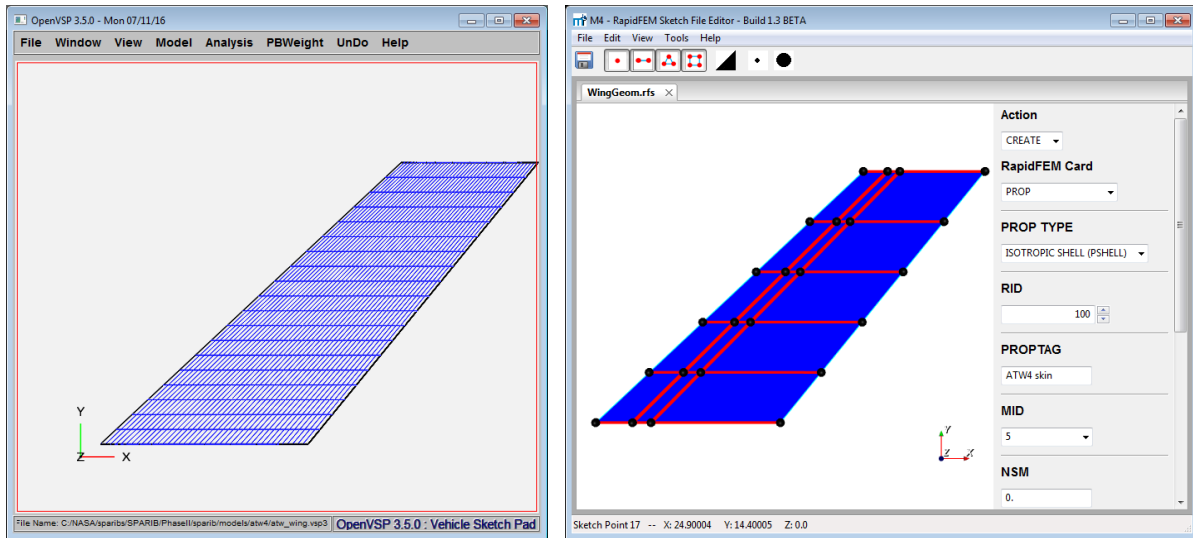 OpenVSP 3.5.0 - Mon 07/11/16
File Window View Model Analysis PBWeight UnDo Help
Y
Z X
File Name: C:/NASA/sparibs/SPARIB/PhaseII/sparib/models/atw4/atw_wing.vsp3
OpenVSP 3.5.0 : Vehicle Sketch Pad
M4 - RapidFEM Sketch File Editor - Build 1.3 BETA
File Edit View Tools Help
WingGeom.rfs
Action
CREATE
RapidFEM Card
PROP
PROP TYPE
ISOTROPIC SHELL (PSHELL)
RID
100
PROPTAG
ATW4 skin
MID
5
NSM
0.
Y
Z X
Sketch Point 17 -- X: 24.90004 Y: 14.40005 Z: 0.0